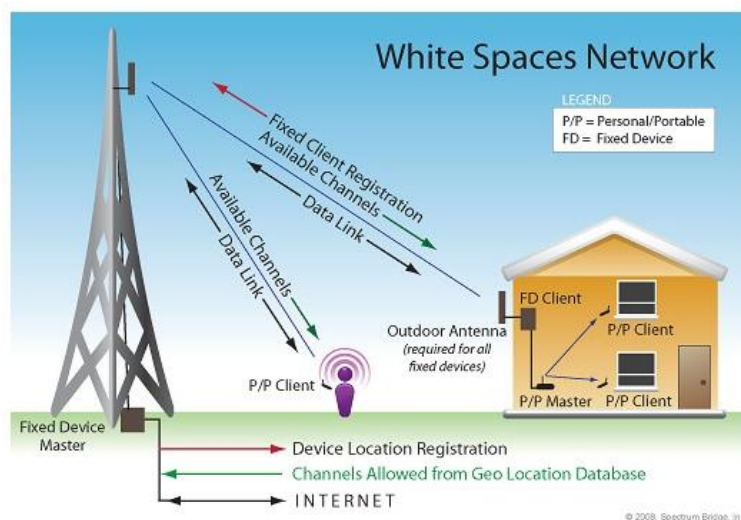 White Spaces Network
LEGEND
P/P = Personal/Portable
FD = Fixed Device
Fixed Client Registration
Available Channels
Data Link
Available Channels
Data Link
FD Client
Outdoor Antenna
(required for all
fixed devices)
P/P Client
P/P Client
P/P Master
P/P Client
Fixed Device
Master
Device Location Registration
Channels Allowed from Geo Location Database
INTERNET
© 2008, Spectrum Bridge, In